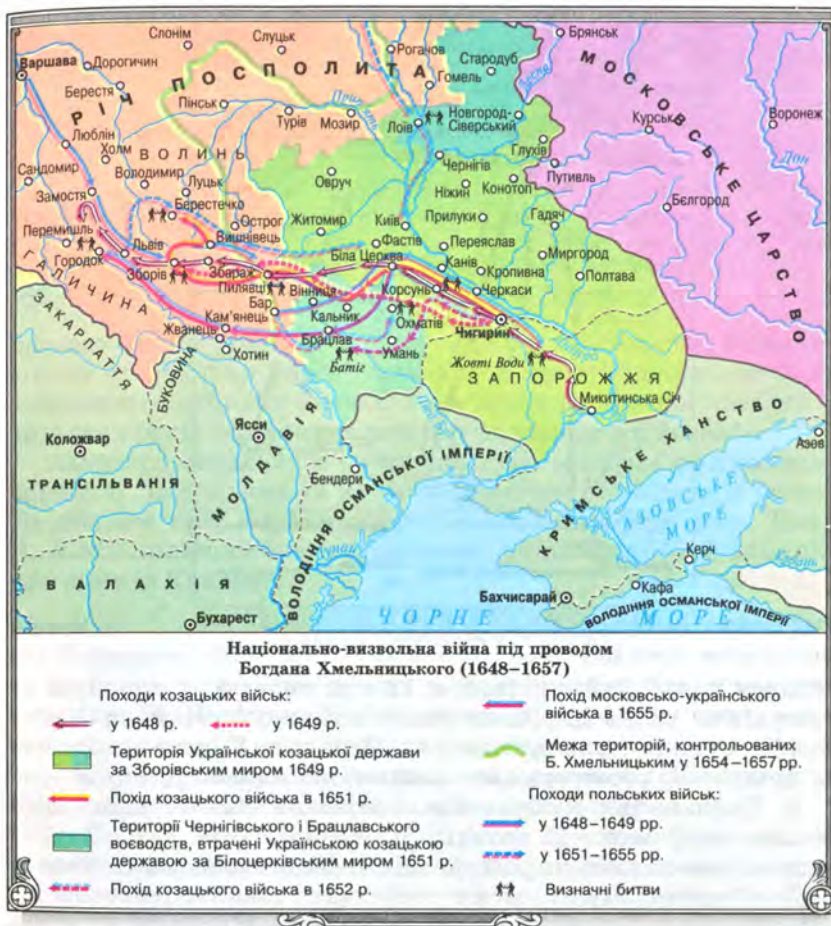 Слонім
Слуцьк
Рогачов
Брянськ
Варшава
Дорогичин
Стародуб
Гомель
Десна
Берестя
РІЧ ПОСПОЛИТА
Пінськ
Прип'ять
Новгород-
Сіверський
Турів
Мозир
Лоїв
Курськ
Воронеж
МОСКОВСЬКЕ ЦАРСТВО
Люблін
Холм
ВОЛИНЬ
Глухів
Дон
Сандомир
Володимир
Луцьк
Овруч
Чернігів
Путивль
Ніжин
Конотоп
Замостя
Берестечко
Бєлгород
Острог
Житомир
Київ
Прилуки
Гадяч
Перемишль
Вишнівець
Фастів
Переяслав
Львів
Біла Церква
Миргород
Городок
Збараж
Канів
Кропивна
Полтава
Зборів
Пилявці
Вінниця
Корсунь
Черкаси
ГАЛИЧИНА
Бар
Кам'янець
Кальник
Охматів
Чигирин
ЗАКАРПАТТЯ
Жванець
Брацлав
Дніпро
Хотин
Батіг
Умань
Жовті Води
ЗАПОРОЖЖЯ
БУКОВИНА
Микитинська Січ
Коложвар
Ясси
МОЛДАВІЯ
Азов
ТРАНСІЛЬВАНІЯ
Бендери
ВОЛОДІННЯ ОСМАНСЬКОЇ ІМПЕРІЇ
КРИМСЬКЕ ХАНСТВО
АЗОВСЬКЕ
МОРЕ
Дунай
Керч
Кубань
ВАЛАХІЯ
Бахчисарай
Кафа
Бухарест
ЧОРНЕ МОРЕ
ВОЛОДІННЯ ОСМАНСЬКОЇ ІМПЕРІЇ
Національно-визвольна війна під проводом
Богдана Хмельницького (1648–1657)
Походи козацьких військ:
у 1648 р.
у 1649 р.
Територія Української козацької держави
за Зборівським миром 1649 р.
Похід козацького війська в 1651 р.
Території Чернігівського і Брацлавського
воєводств, втрачені Українською козацькою
державою за Білоцерківським миром 1651 р.
Похід козацького війська в 1652 р.
Похід московсько-українського
війська в 1655 р.
Межа територій, контрольованих
Б. Хмельницьким у 1654–1657 рр.
Походи польських військ:
у 1648–1649 рр.
у 1651–1655 рр.
Визначні битви